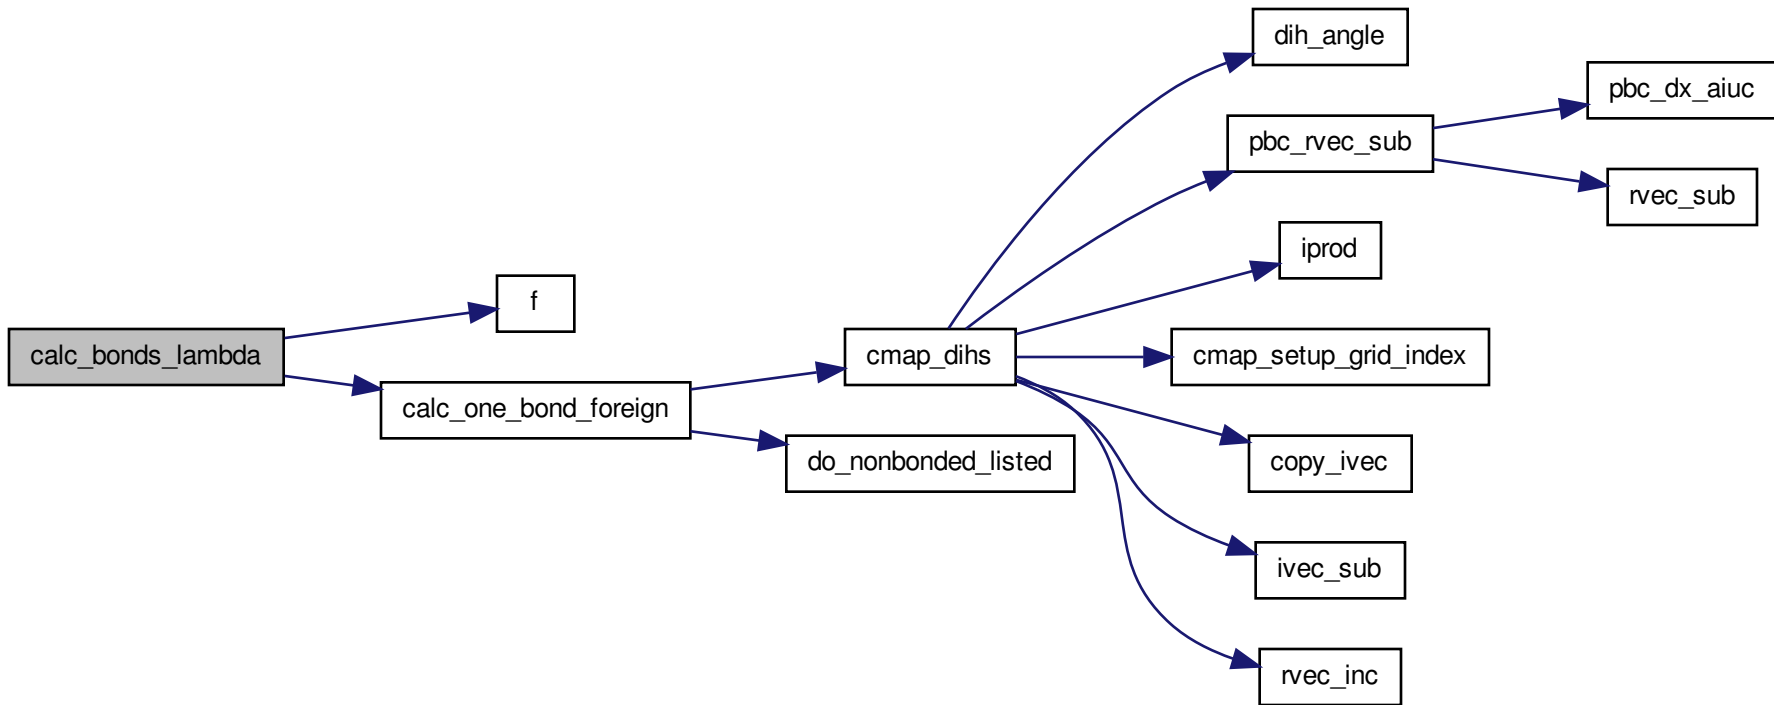 dih_angle
pbc_dx_aiuc
pbc_rvec_sub
rvec_sub
iprod
f
calc_bonds_lambda
cmap_dihs
cmap_setup_grid_index
calc_one_bond_foreign
do_nonbonded_listed
copy_ivec
ivec_sub
rvec_inc